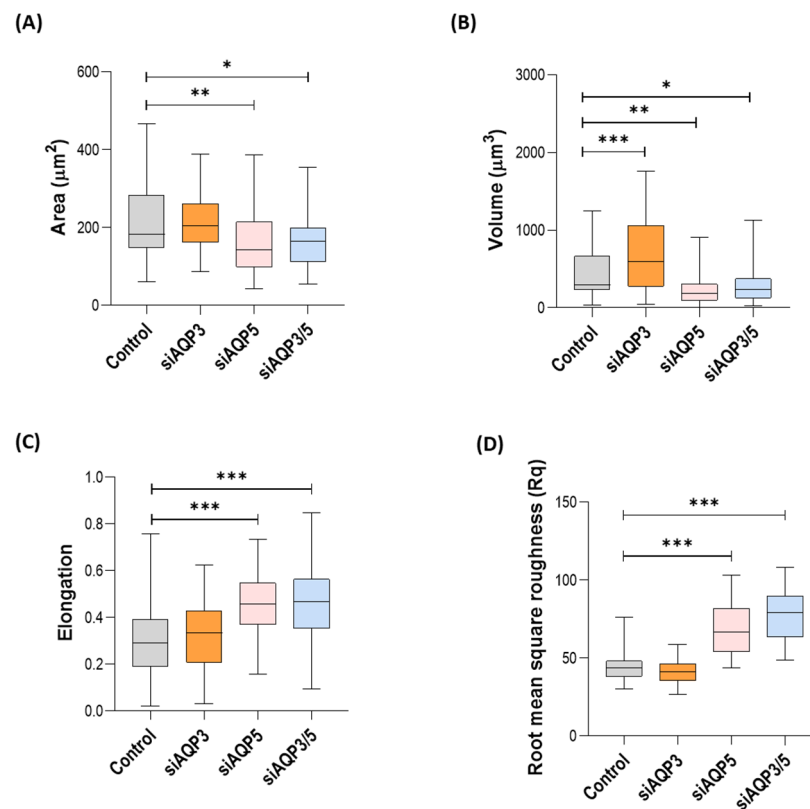 (A)
Area (μm²)
600
400
200
0
*
**
Control
siAQP3
siAQP5
siAQP3/5
(B)
Volume (μm³)
3000
2000
1000
0
*
**
***
Control
siAQP3
siAQP5
siAQP3/5
(C)
Elongation
1.0
0.8
0.6
0.4
0.2
0.0
***
***
Control
siAQP3
siAQP5
siAQP3/5
(D)
Root mean square roughness (Rq)
150
100
50
0
***
***
Control
siAQP3
siAQP5
siAQP3/5